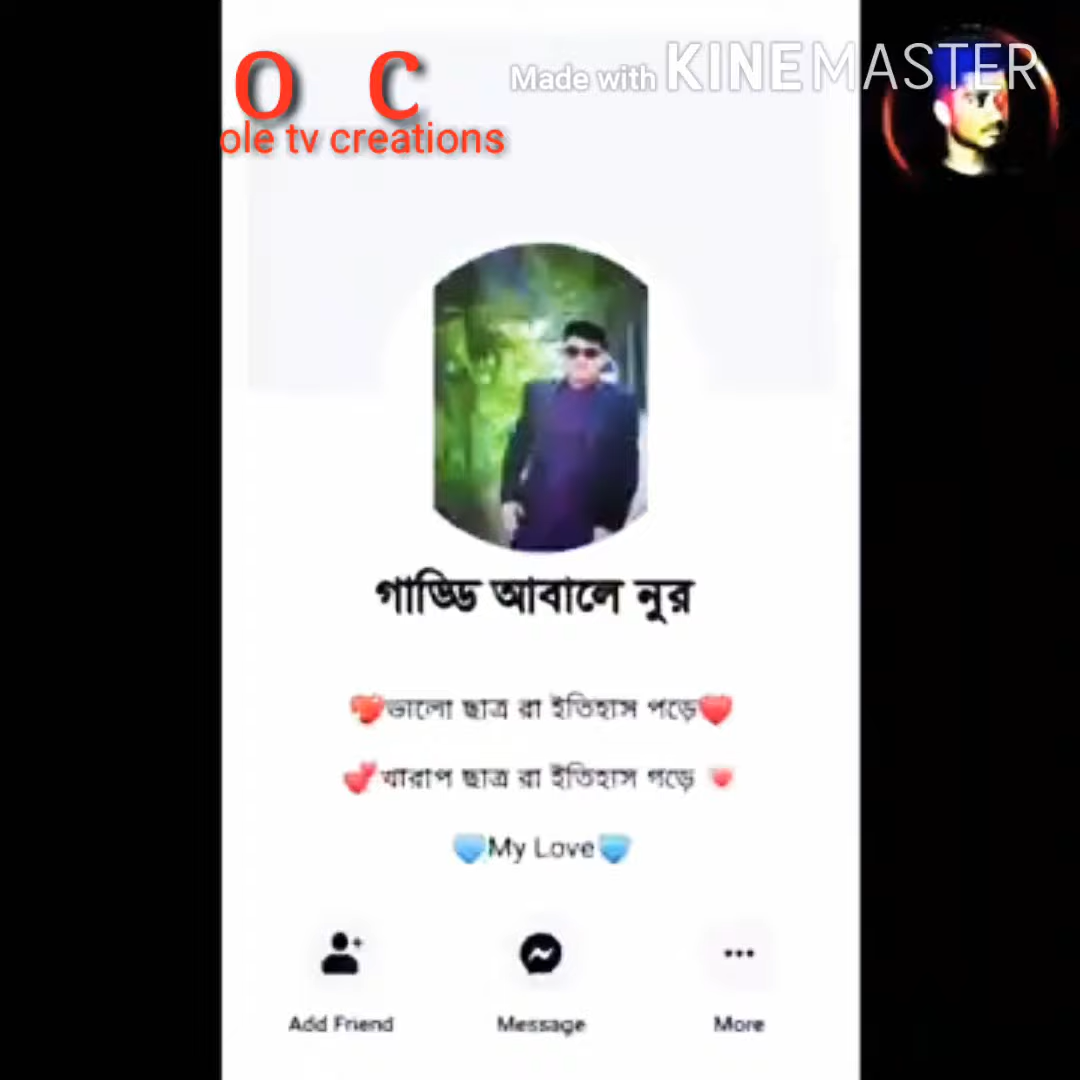 O C
Made with KINEMASTER
ole tv creations
গাড্ডি আবালে নুর
💖ভালো ছাত্র রা ইতিহাস পড়ে❤️
💕খারাপ ছাত্র রা ইতিহাস গড়ে 💌
💙My Love💙
Add Friend
Message
More